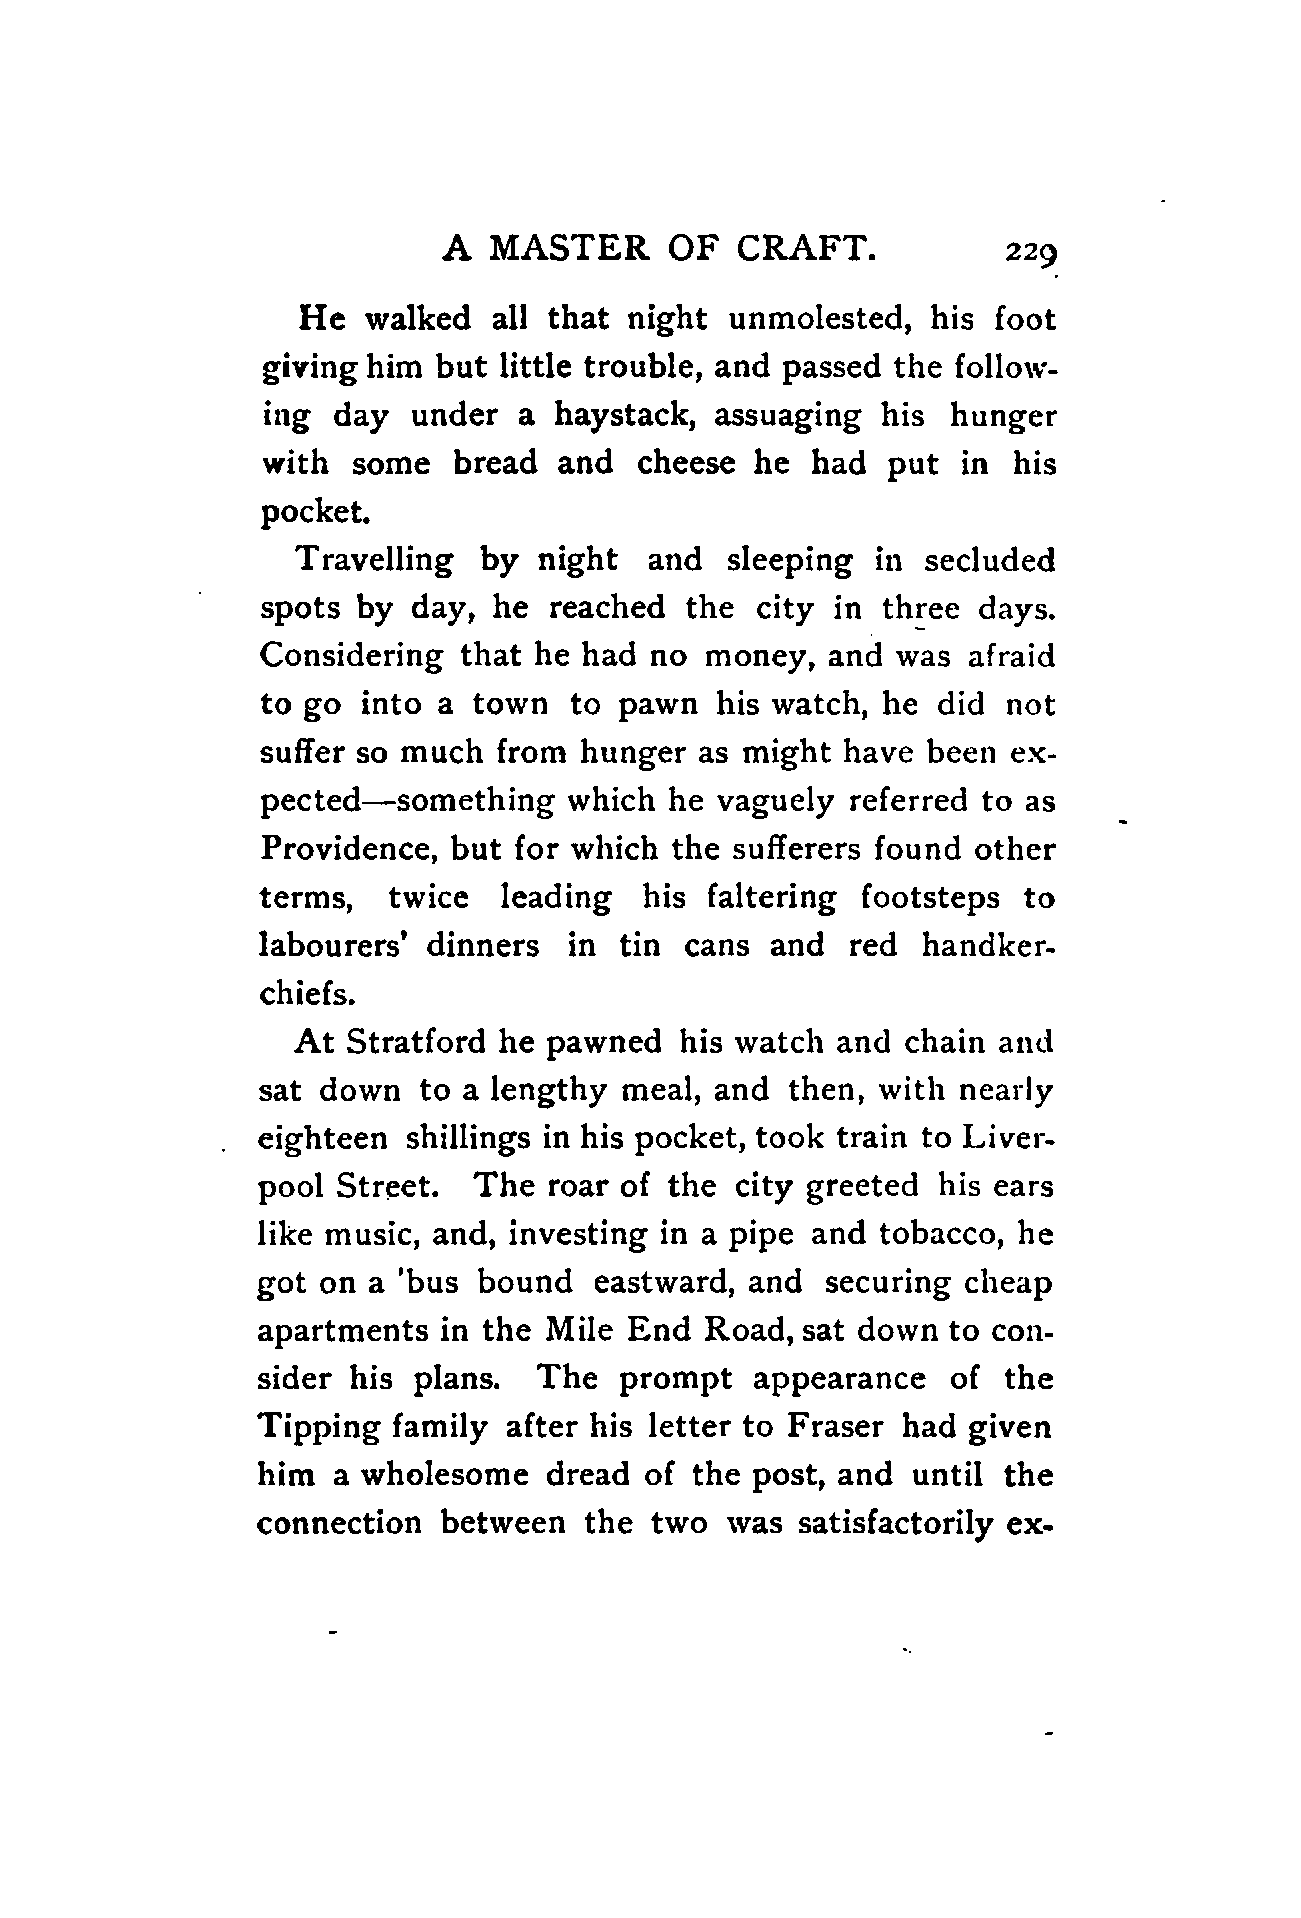 A MASTER OF CRAFT. 229
He walked all that night unmolested, his foot
giving him but little trouble, and passed the follow-
ing day under a haystack, assuaging his hunger
with some bread and cheese he had put in his
pocket.
Travelling by night and sleeping in secluded
spots by day, he reached the city in three days.
Considering that he had no money, and was afraid
to go into a town to pawn his watch, he did not
suffer so much from hunger as might have been ex-
pected—something which he vaguely referred to as
Providence, but for which the sufferers found other
terms, twice leading his faltering footsteps to
labourers' dinners in tin cans and red handker-
chiefs.
At Stratford he pawned his watch and chain and
sat down to a lengthy meal, and then, with nearly
eighteen shillings in his pocket, took train to Liver-
pool Street. The roar of the city greeted his ears
like music, and, investing in a pipe and tobacco, he
got on a 'bus bound eastward, and securing cheap
apartments in the Mile End Road, sat down to con-
sider his plans. The prompt appearance of the
Tipping family after his letter to Fraser had given
him a wholesome dread of the post, and until the
connection between the two was satisfactorily ex-